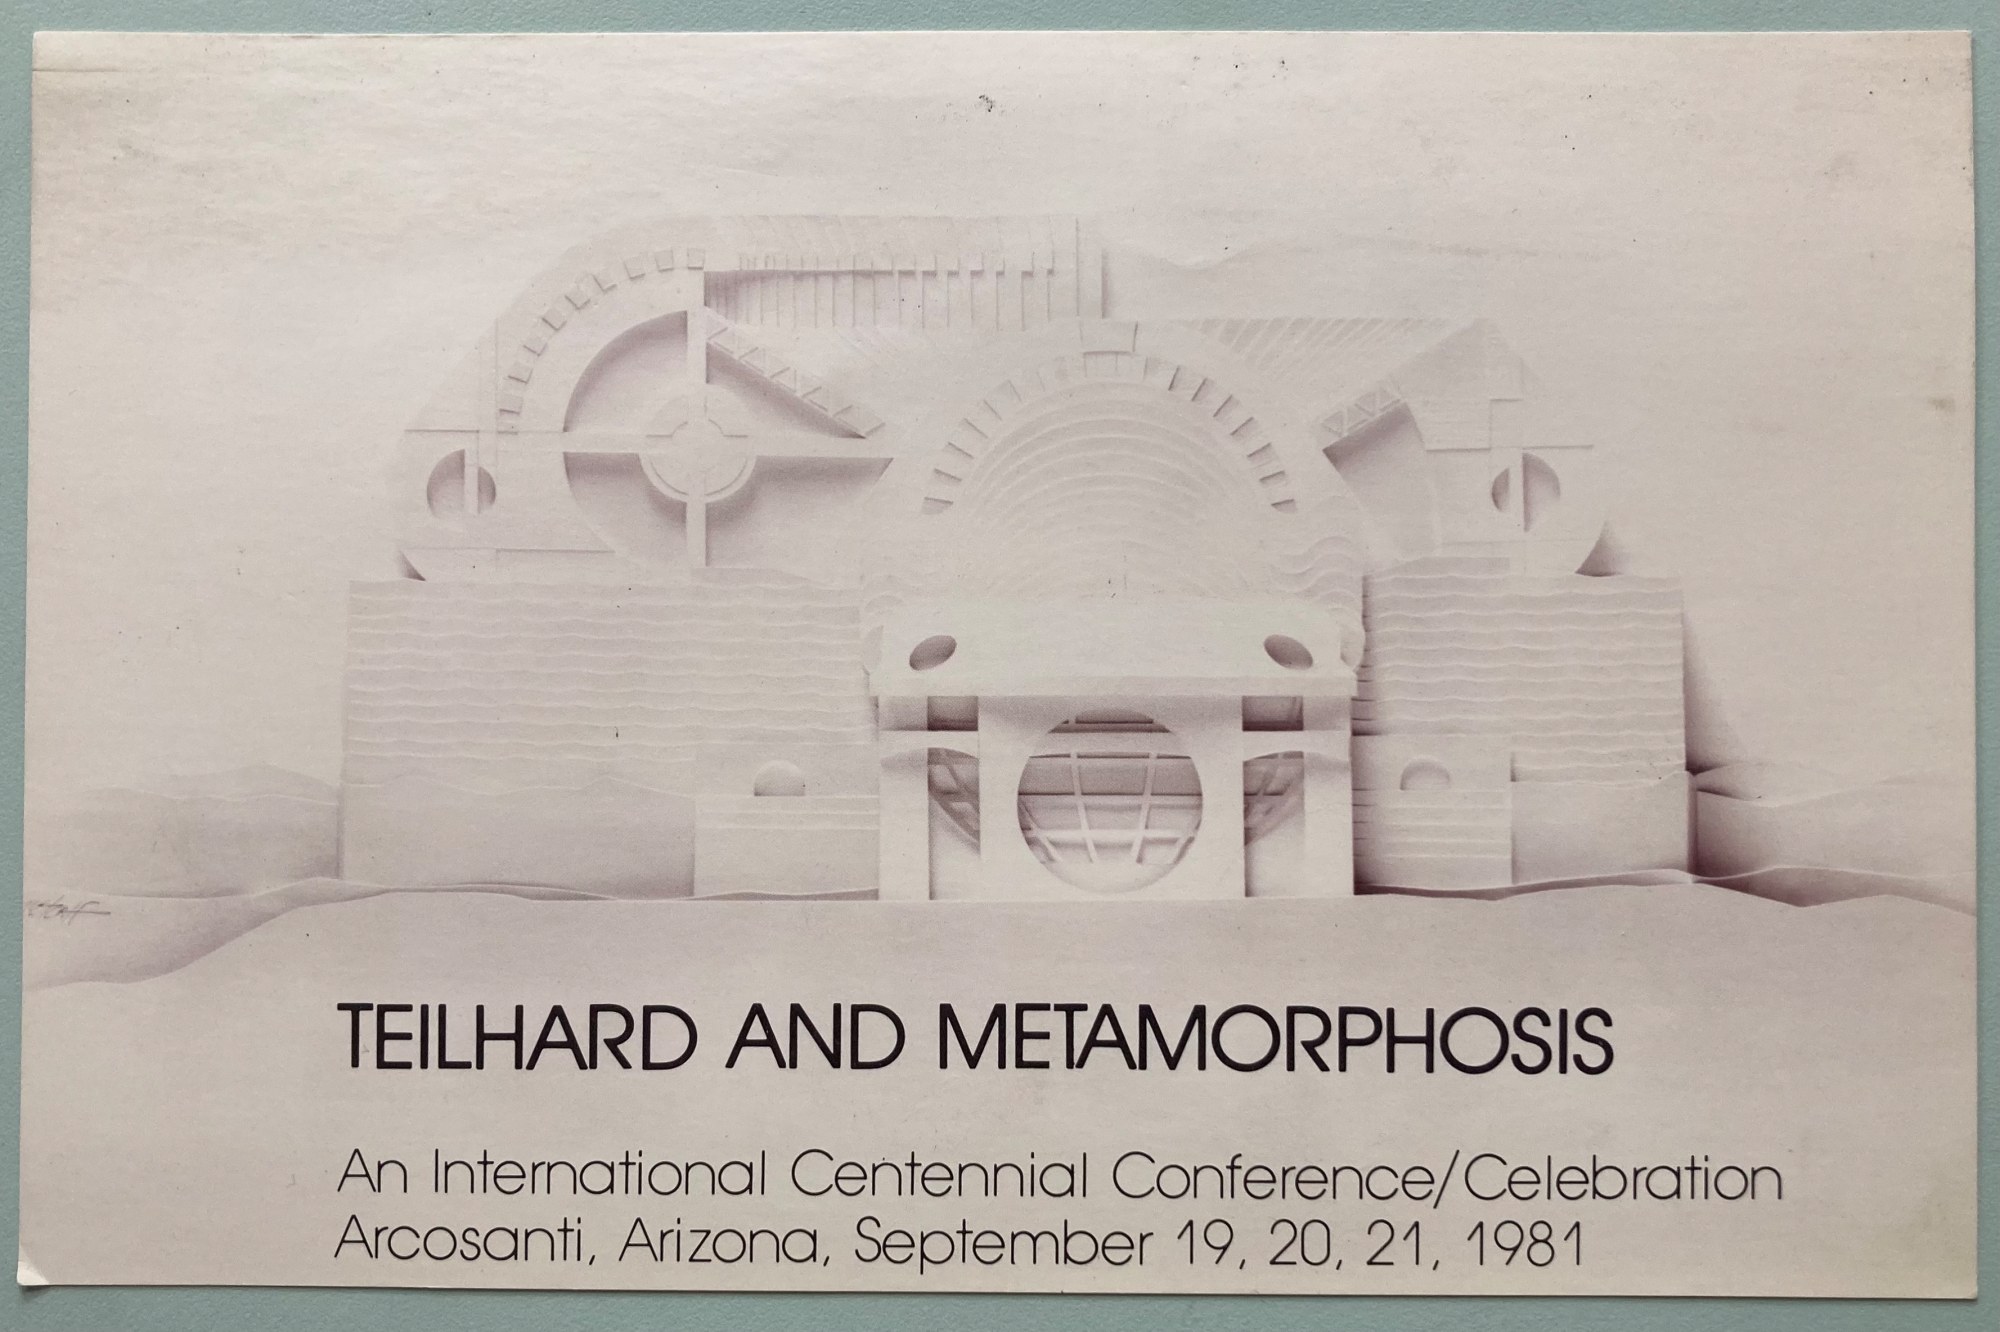 TEILHARD AND METAMORPHOSIS
An International Centennial Conference/Celebration
Arcosanti, Arizona, September 19, 20, 21, 1981